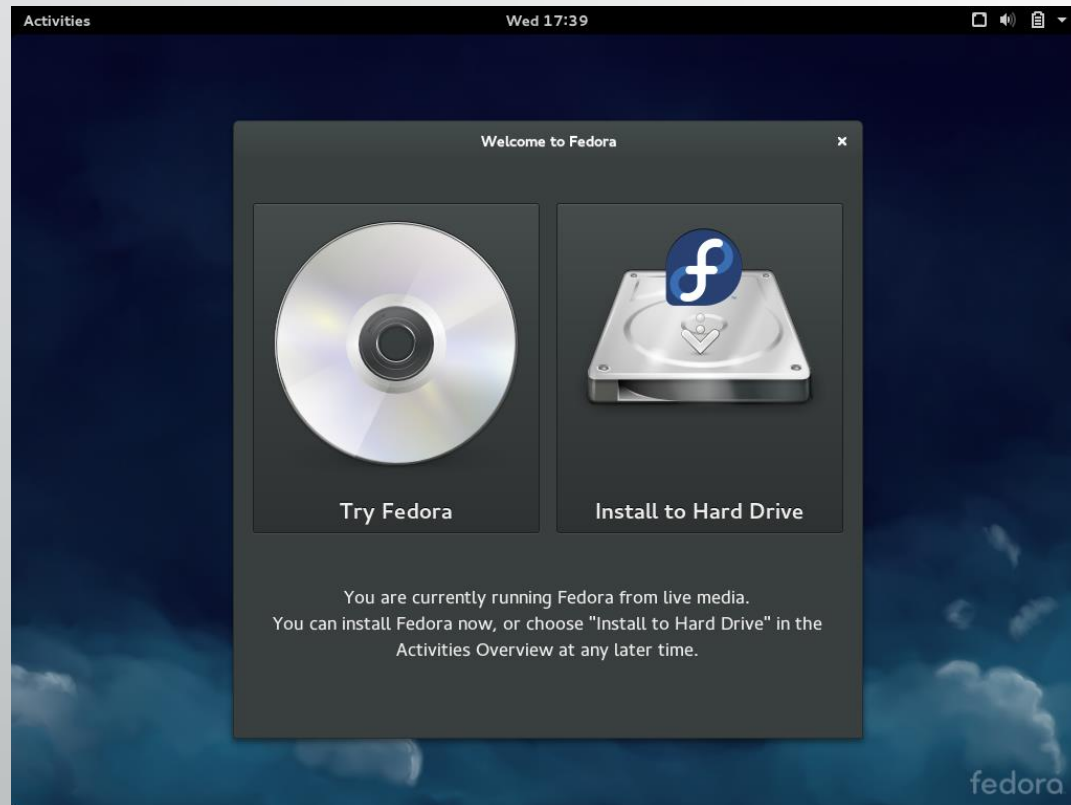 Activities
Wed 17:39
Welcome to Fedora
Try Fedora
Install to Hard Drive
You are currently running Fedora from live media.
You can install Fedora now, or choose "Install to Hard Drive" in the
Activities Overview at any later time.
fedora